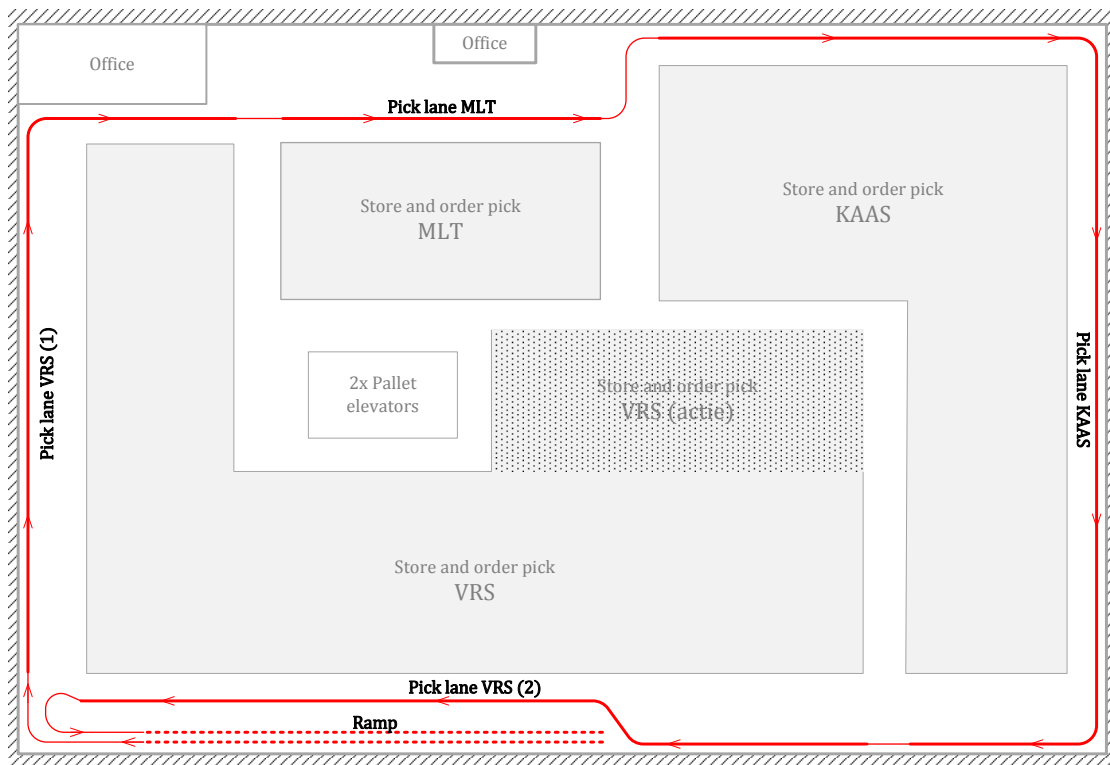 Office
Office
Pick lane MLT
Store and order pick
MLT
Store and order pick
KAAS
Pick lane VRS (1)
2x Pallet
elevators
Store and order pick
VRS (actie)
Pick lane KAAS
Store and order pick
VRS
Pick lane VRS (2)
Ramp